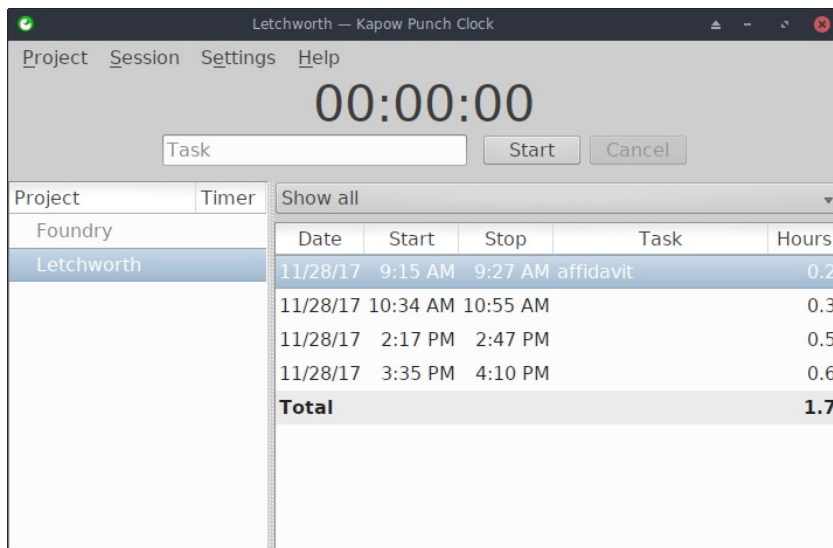 Letchworth — Kapow Punch Clock
Project Session Settings Help
00:00:00
Task Start Cancel
Project Timer
Foundry
Letchworth
Show all
Date Start Stop Task Hours
11/28/17 9:15 AM 9:27 AM affidavit 0.2
11/28/17 10:34 AM 10:55 AM 0.3
11/28/17 2:17 PM 2:47 PM 0.5
11/28/17 3:35 PM 4:10 PM 0.6
Total 1.7